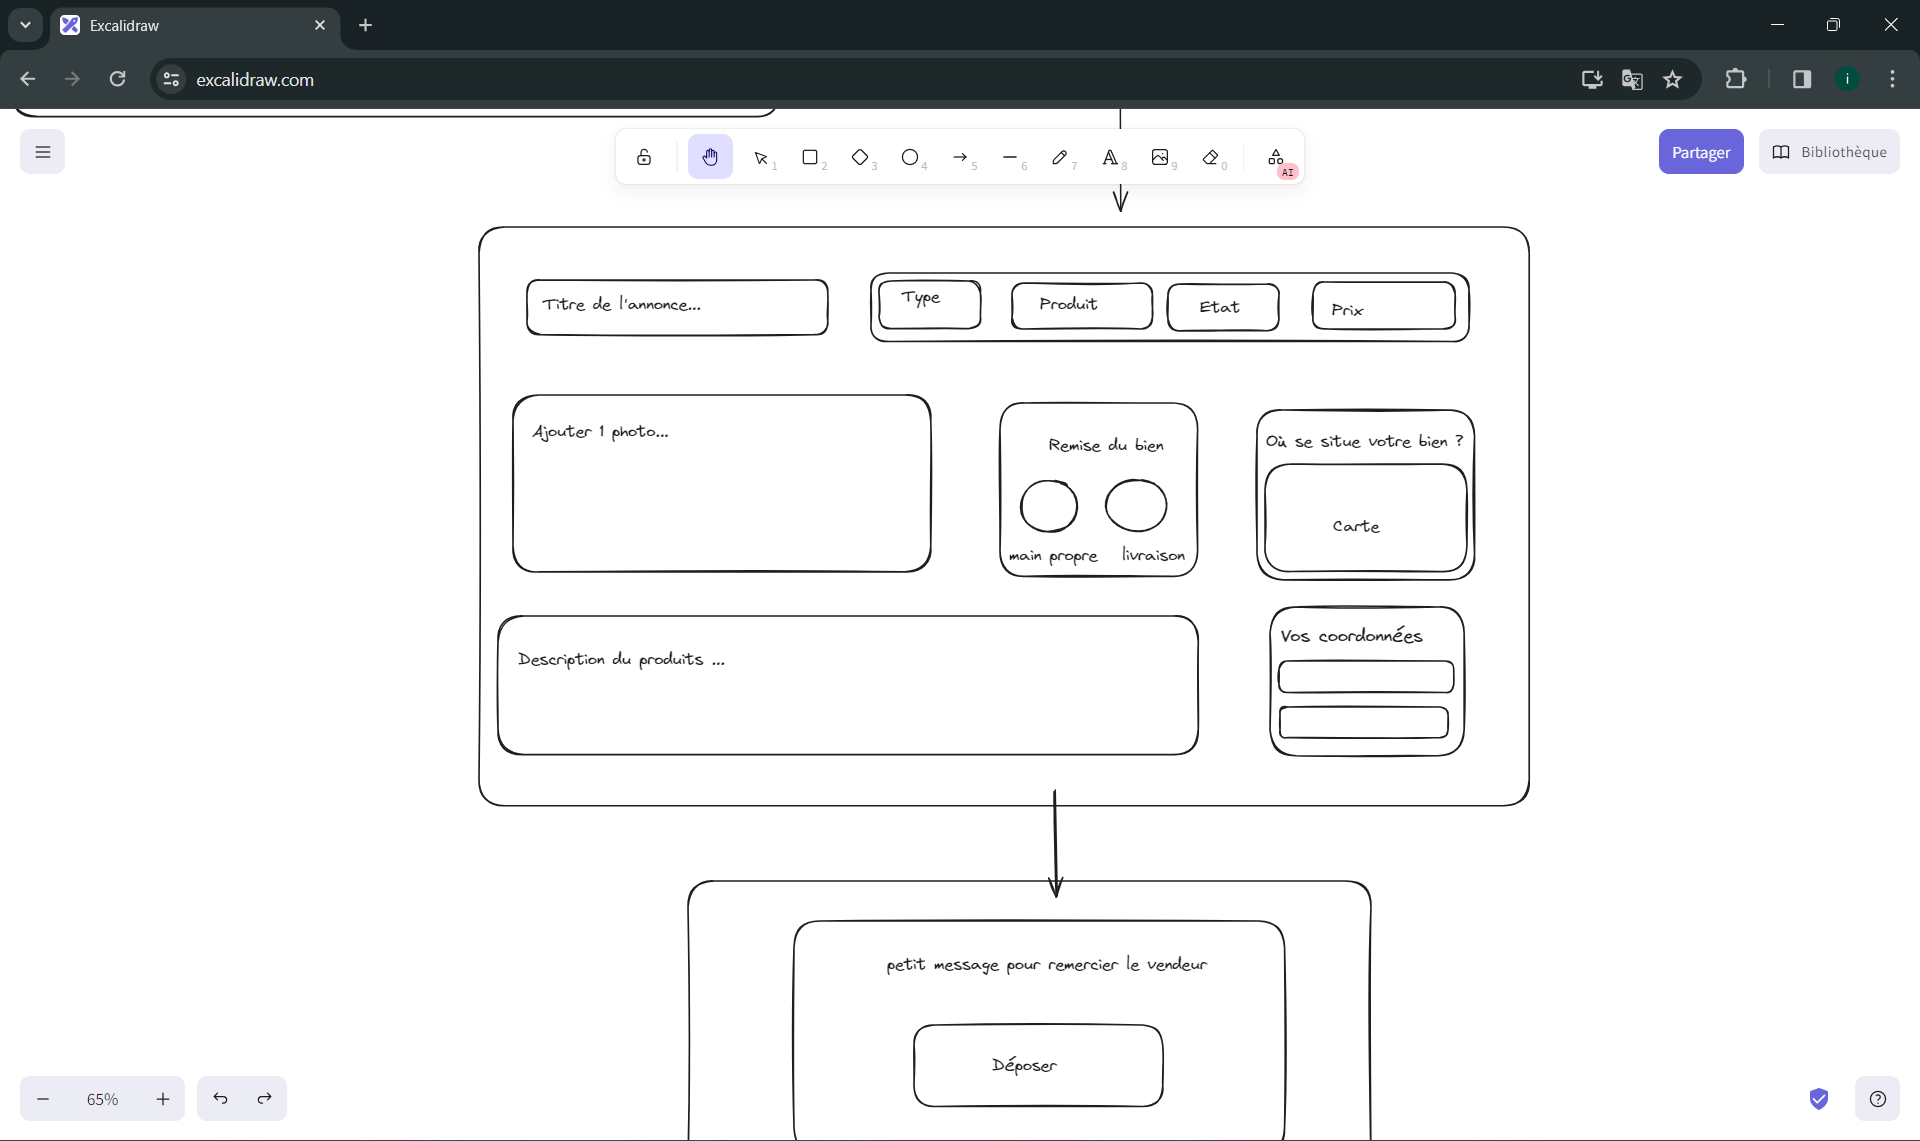 Excalidraw
excalidraw.com
i
1
2
3
4
5
6
7
8
9
0
AI
Partager
Bibliothèque
Titre de l'annonce...
Type
Produit
Etat
Prix
Ajouter 1 photo...
Remise du bien
main propre
livraison
Où se situe votre bien ?
Carte
Description du produits ...
Vos coordonnées
petit message pour remercier le vendeur
Déposer
65%